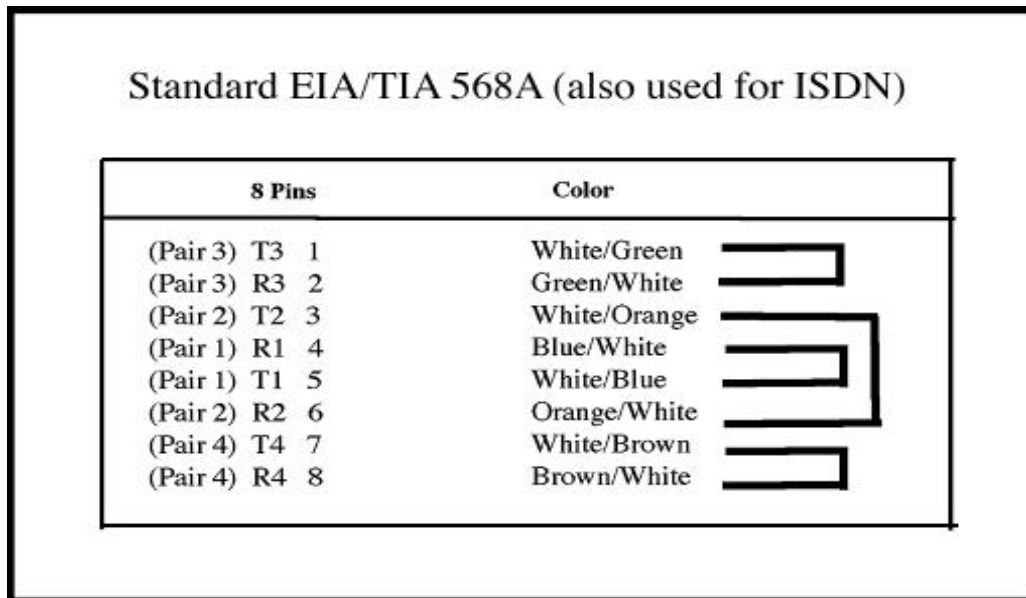 Standard EIA/TIA 568A (also used for ISDN)
8 Pins Color
(Pair 3) T3 1 White/Green
(Pair 3) R3 2 Green/White
(Pair 2) T2 3 White/Orange
(Pair 1) R1 4 Blue/White
(Pair 1) T1 5 White/Blue
(Pair 2) R2 6 Orange/White
(Pair 4) T4 7 White/Brown
(Pair 4) R4 8 Brown/White